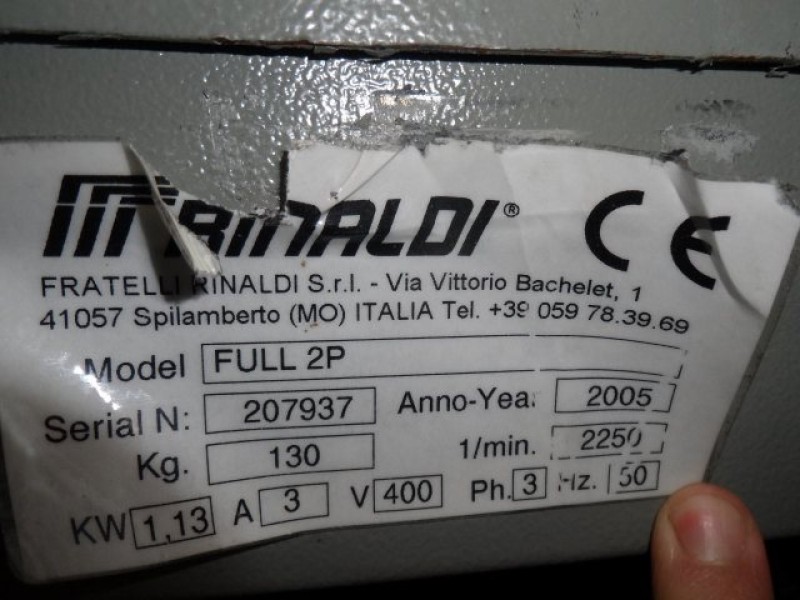 RINALDI® CE
FRATELLI RINALDI S.r.l. - Via Vittorio Bachelet, 1
41057 Spilamberto (MO) ITALIA Tel. +39 059 78.39.69
Model FULL 2P
Serial N: 207937 Anno-Year 2005
Kg. 130 1/min. 2250
KW 1,13 A 3 V 400 Ph. 3 Hz. 50